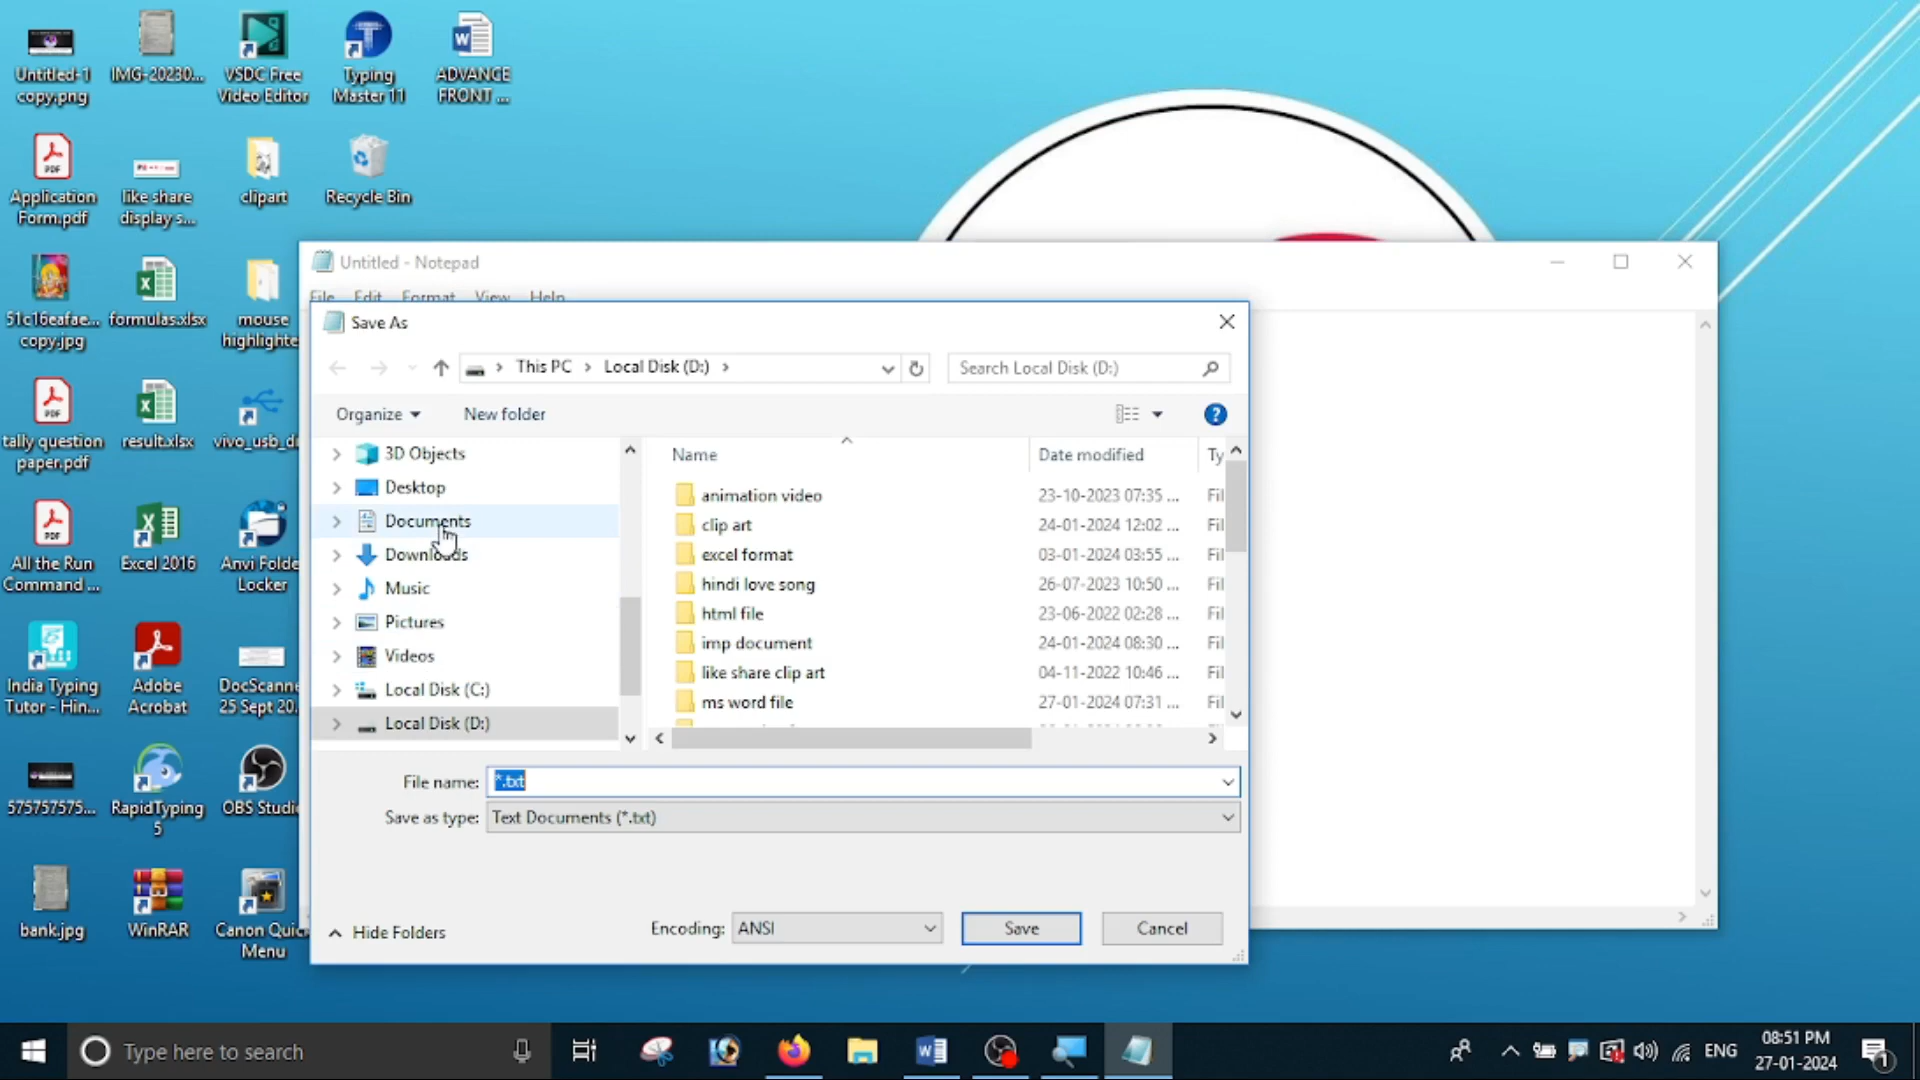 Untitled-1
copy.png
IMG-20230...
VSDC Free
Video Editor
Typing
Master 11
ADVANCE
FRONT ...
Application
Form.pdf
like share
display s...
clipart
Recycle Bin
51c16eafae...
copy.jpg
formulas.xlsx
mouse
highlighte
tally question
paper.pdf
result.xlsx
vivo_usb_d
All the Run
Command ...
Excel 2016
Anvi Folde
Locker
India Typing
Tutor - Hin...
Adobe
Acrobat
DocScanne
25 Sept 20.
575757575...
RapidTyping
5
OBS Studi
bank.jpg
WinRAR
Canon Quic
Menu
Untitled - Notepad
File Edit Format View Help
Save As
This PC > Local Disk (D:) >
Search Local Disk (D:)
Organize
New folder
3D Objects
Desktop
Documents
Downloads
Music
Pictures
Videos
Local Disk (C:)
Local Disk (D:)
Name Date modified Ty
animation video 23-10-2023 07:35 ... Fil
clip art 24-01-2024 12:02 ... Fil
excel format 03-01-2024 03:55 ... Fil
hindi love song 26-07-2023 10:50 ... Fil
html file 23-06-2022 02:28 ... Fil
imp document 24-01-2024 08:30 ... Fil
like share clip art 04-11-2022 10:46 ... Fil
ms word file 27-01-2024 07:31 ... Fil
File name: *.txt
Save as type: Text Documents (*.txt)
Hide Folders
Encoding: ANSI
Save
Cancel
Type here to search
ENG
08:51 PM
27-01-2024
1